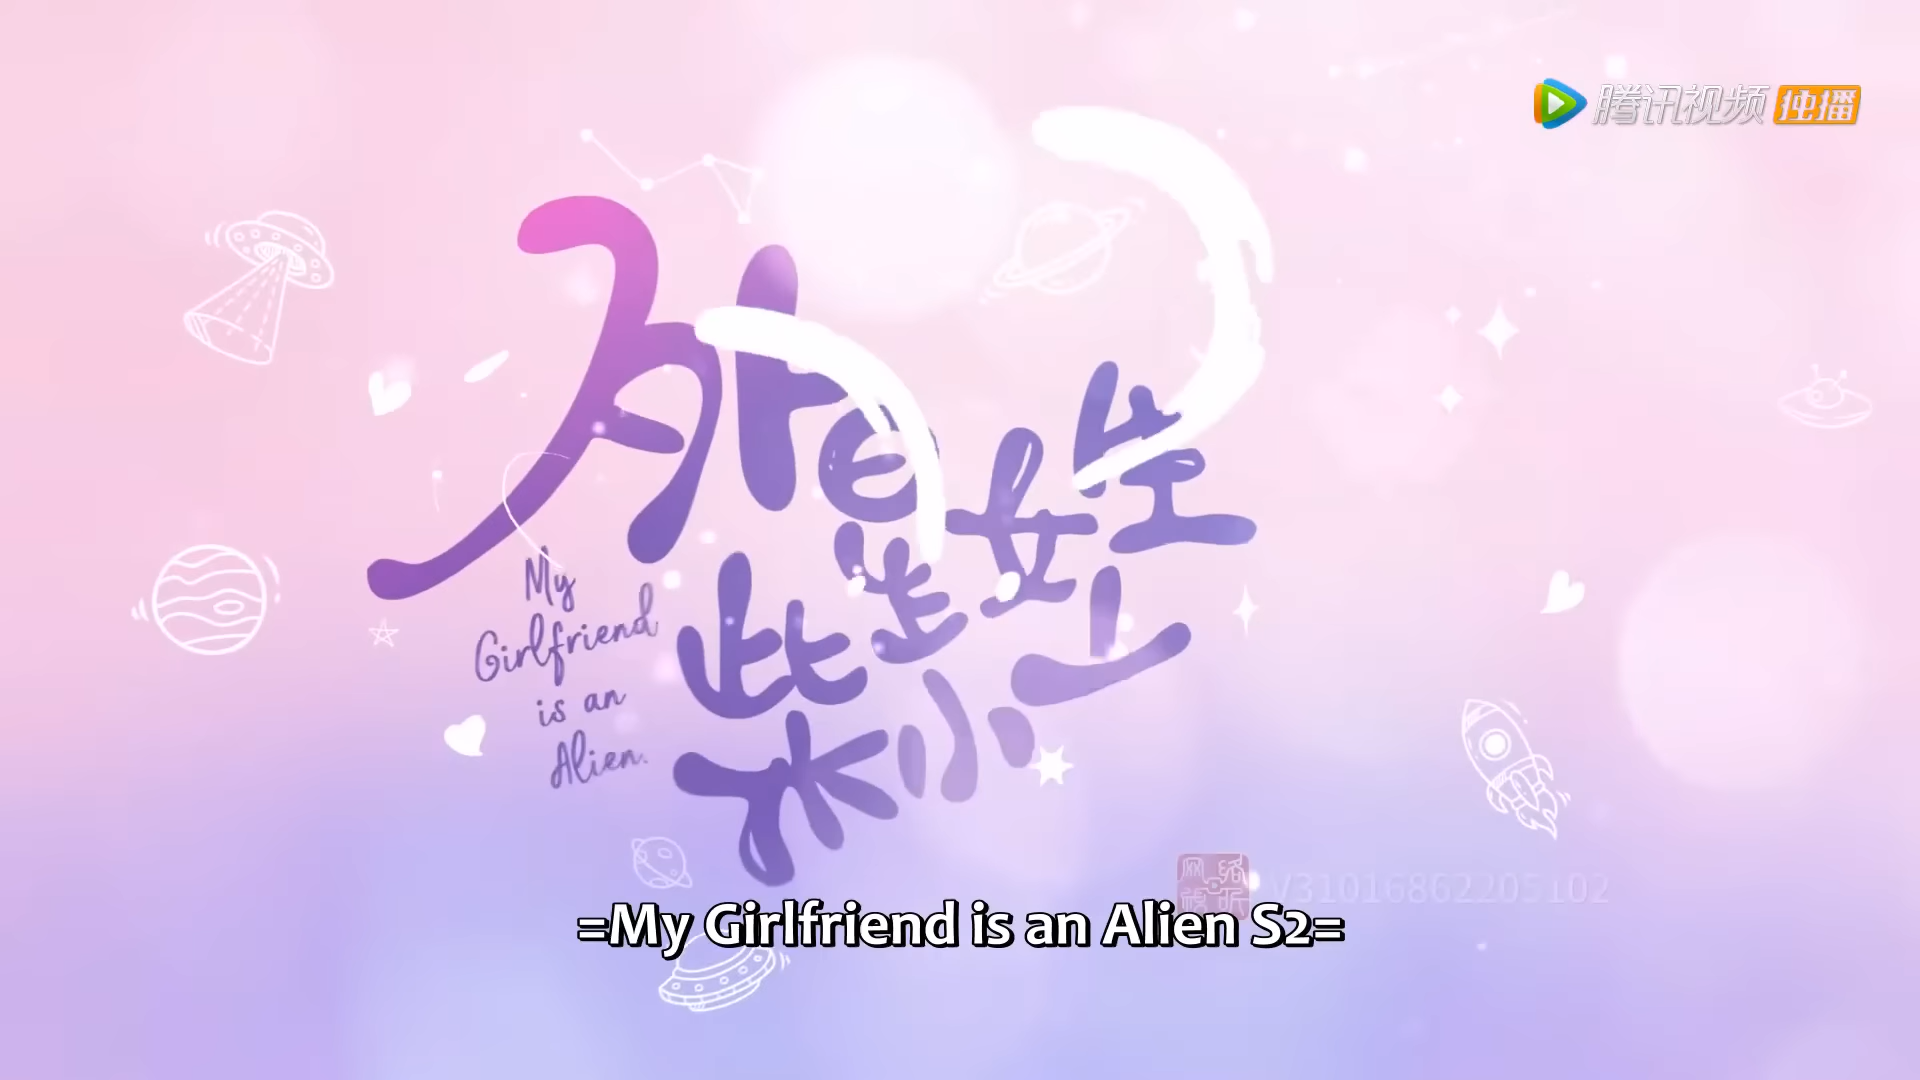 腾讯视频 独播
外星女生柴小七
My
Girlfriend
is an
Alien.
V31016862205102
=My Girlfriend is an Alien S2=